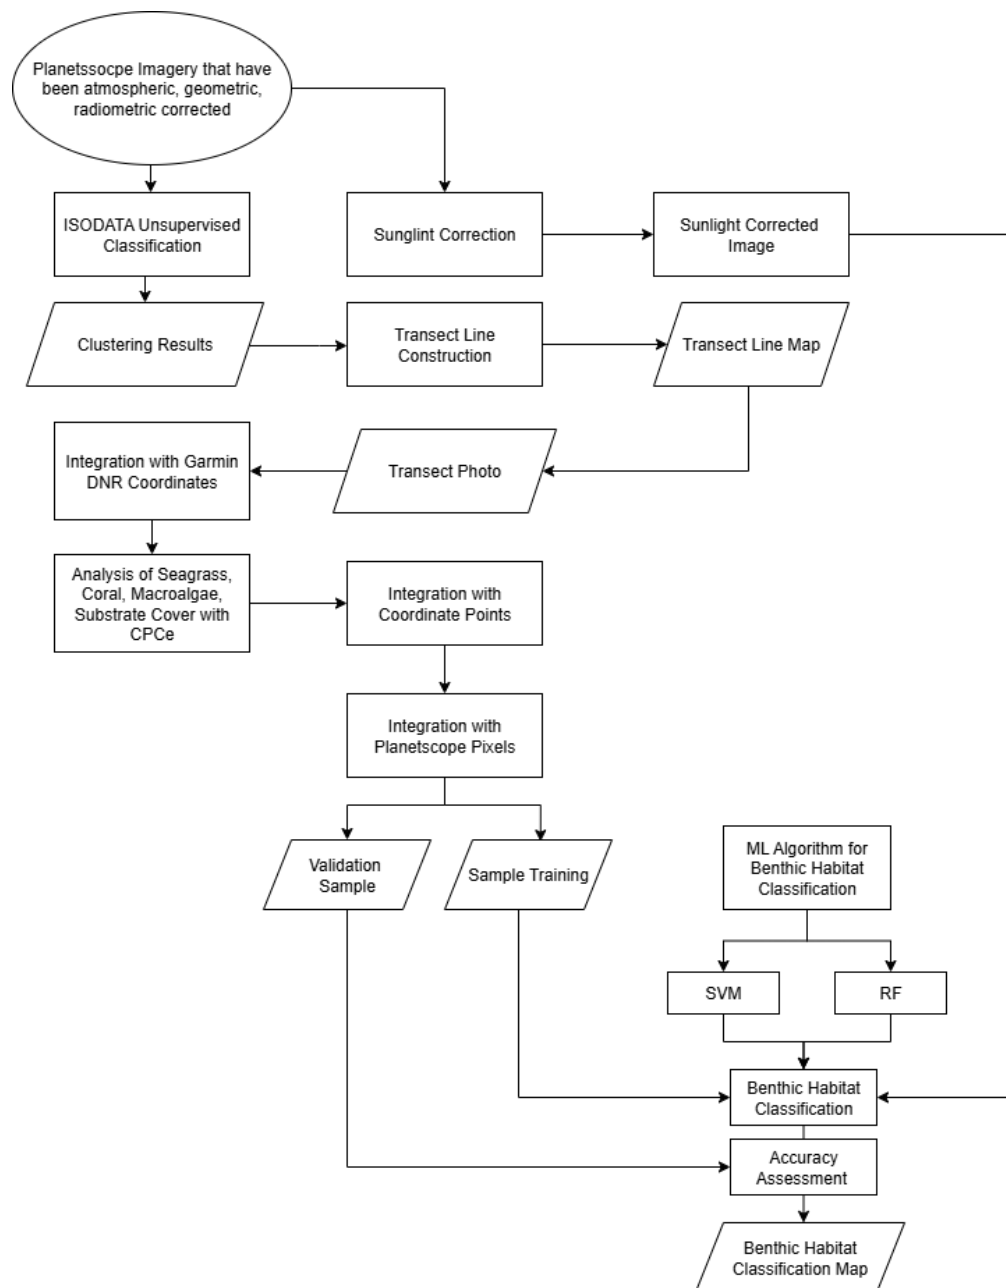 Planetssocpe Imagery that have
been atmospheric, geometric,
radiometric corrected
ISODATA Unsupervised
Classification
Sunglint Correction
Sunlight Corrected
Image
Clustering Results
Transect Line
Construction
Transect Line Map
Integration with Garmin
DNR Coordinates
Transect Photo
Analysis of Seagrass,
Coral, Macroalgae,
Substrate Cover with
CPCe
Integration with
Coordinate Points
Integration with
Planetscope Pixels
Validation
Sample
Sample Training
ML Algorithm for
Benthic Habitat
Classification
SVM
RF
Benthic Habitat
Classification
Accuracy
Assessment
Benthic Habitat
Classification Map